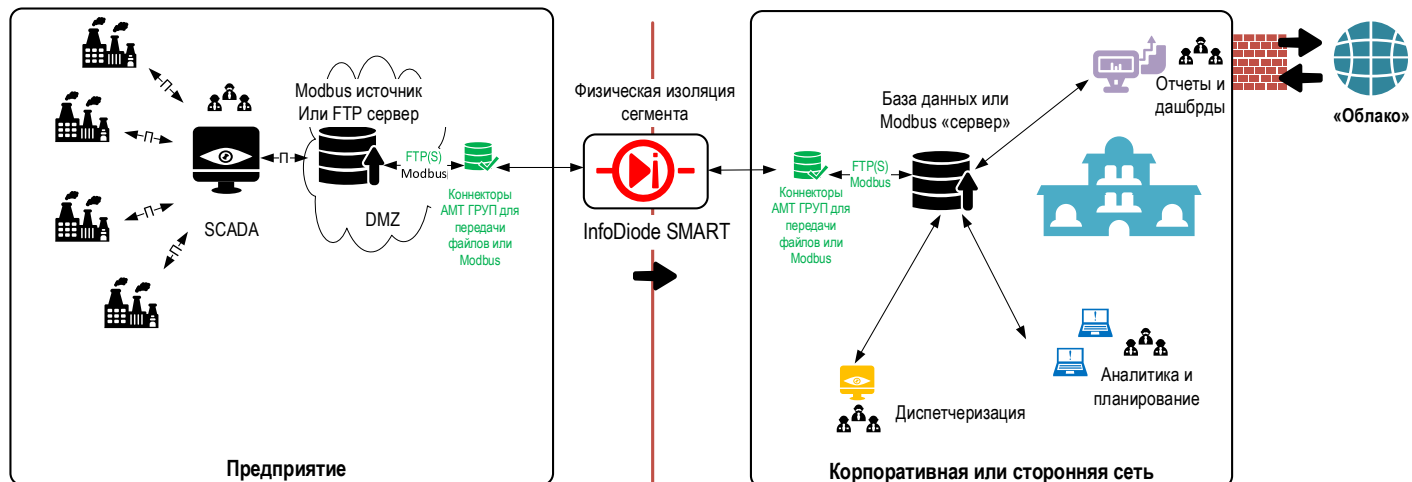 П
П
П
П
SCADA
П
Modbus источник
Или FTP сервер
FTP(S)
Modbus
DMZ
Коннекторы
АМТ ГРУП для
передачи
файлов или
Modbus
Предприятие
Физическая изоляция
сегмента
InfoDiode SMART
Коннекторы
АМТ ГРУП для
передачи
файлов или
Modbus
FTP(S)
Modbus
База данных или
Modbus «сервер»
Отчеты и
дашбрды
Диспетчеризация
Аналитика и
планирование
Корпоративная или сторонняя сеть
«Облако»